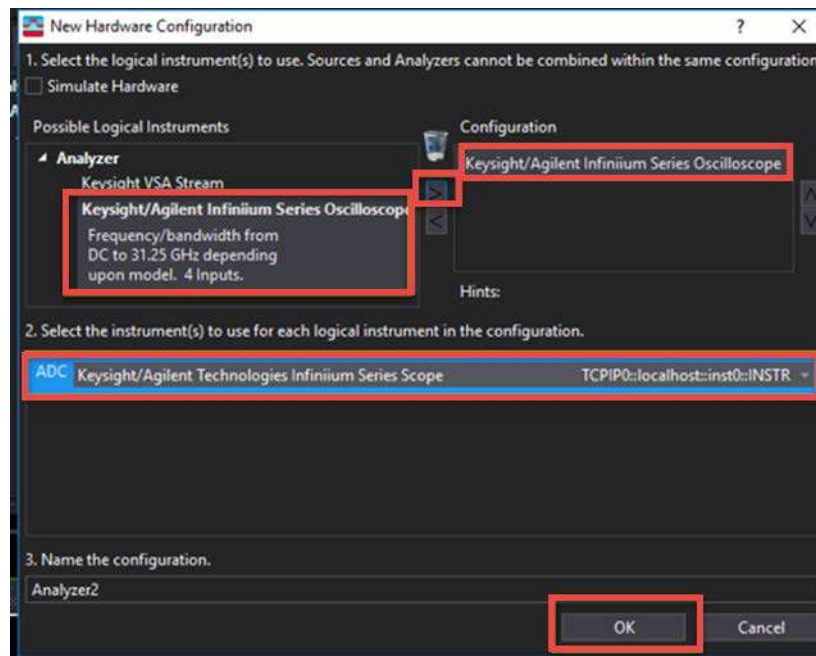 New Hardware Configuration
?
1. Select the logical instrument(s) to use. Sources and Analyzers cannot be combined within the same configuration
Simulate Hardware
Possible Logical Instruments
Configuration
Analyzer
Keysight VSA Stream
Keysight/Agilent Infiniium Series Oscilloscope
Frequency/bandwidth from
DC to 31.25 GHz depending
upon model. 4 Inputs.
>
<
Keysight/Agilent Infiniium Series Oscilloscope
Hints:
2. Select the instrument(s) to use for each logical instrument in the configuration.
ADC Keysight/Agilent Technologies Infiniium Series Scope TCPIP0::localhost::inst0::INSTR
3. Name the configuration.
Analyzer2
OK
Cancel